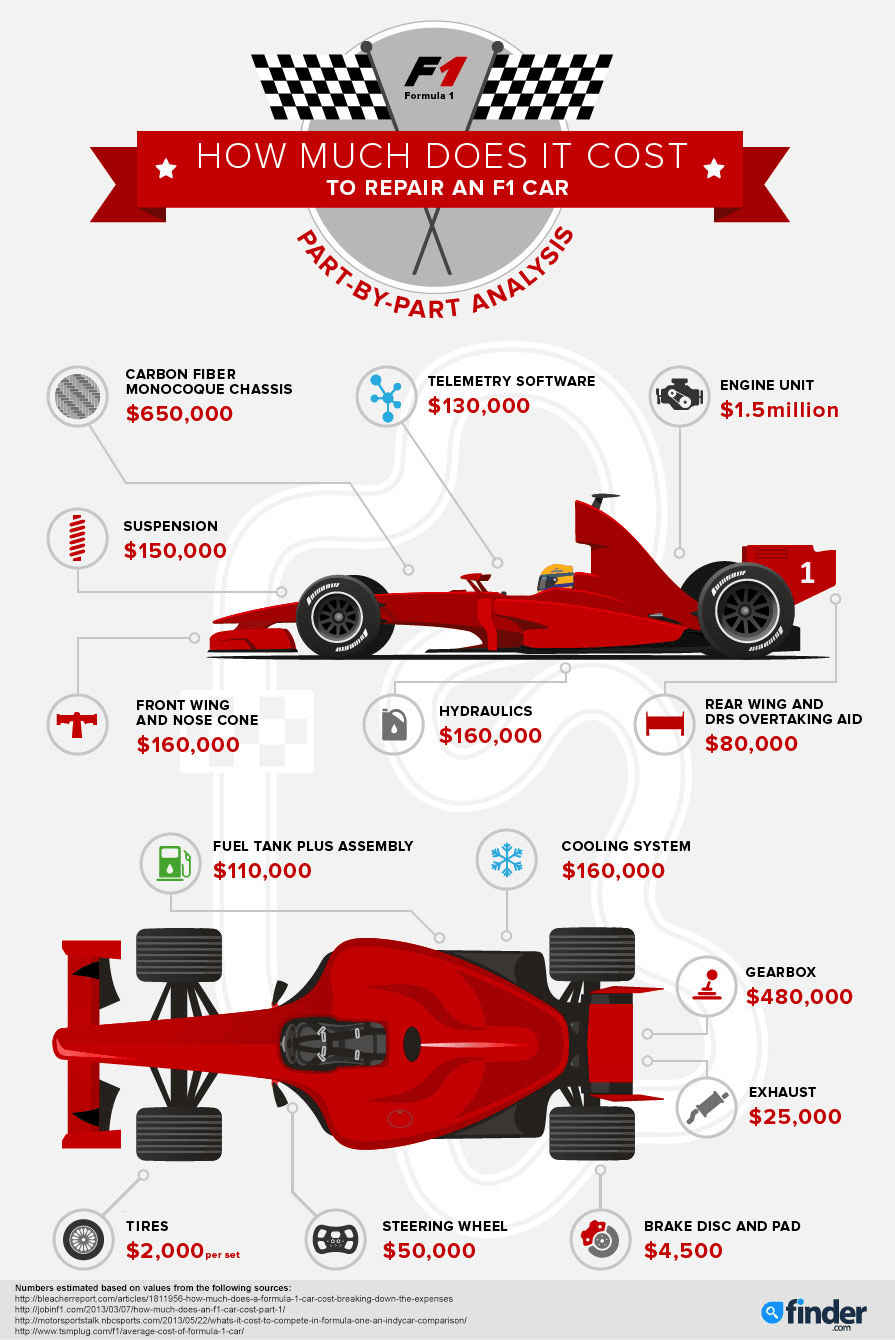 F1
Formula 1
HOW MUCH DOES IT COST
TO REPAIR AN F1 CAR
PART-BY-PART ANALYSIS
CARBON FIBER
MONOCOQUE CHASSIS
$650,000
TELEMETRY SOFTWARE
$130,000
ENGINE UNIT
$1.5million
SUSPENSION
$150,000
1
FRONT WING
AND NOSE CONE
$160,000
HYDRAULICS
$160,000
REAR WING AND
DRS OVERTAKING AID
$80,000
FUEL TANK PLUS ASSEMBLY
$110,000
COOLING SYSTEM
$160,000
GEARBOX
$480,000
EXHAUST
$25,000
TIRES
$2,000 per set
STEERING WHEEL
$50,000
BRAKE DISC AND PAD
$4,500
Numbers estimated based on values from the following sources:
http://bleacherreport.com/articles/1811956-how-much-does-a-formula-1-car-cost-breaking-down-the-expenses
http://jobinf1.com/2013/03/07/how-much-does-an-f1-car-cost-part-1/
http://motorsportstalk.nbcsports.com/2013/05/22/whats-it-cost-to-compete-in-formula-one-an-indycar-comparison/
http://www.tsmplug.com/f1/average-cost-of-formula-1-car/
finder
.com